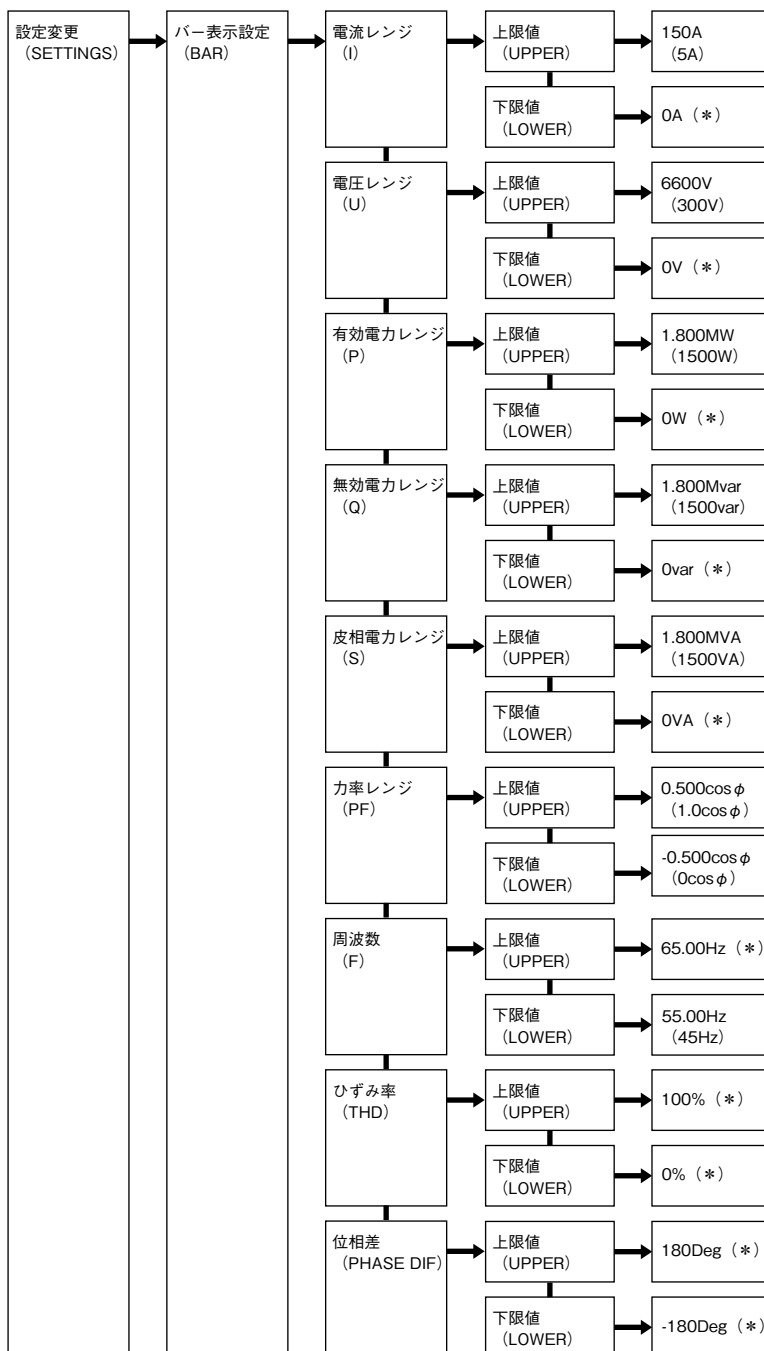 設定変更
（SETTINGS）
バー表示設定
（BAR）
電流レンジ
（I）
上限値
（UPPER）
150A
（5A）
下限値
（LOWER）
0A（＊）
電圧レンジ
（U）
上限値
（UPPER）
6600V
（300V）
下限値
（LOWER）
0V（＊）
有効電力レンジ
（P）
上限値
（UPPER）
1.800MW
（1500W）
下限値
（LOWER）
0W（＊）
無効電力レンジ
（Q）
上限値
（UPPER）
1.800Mvar
（1500var）
下限値
（LOWER）
0var（＊）
皮相電力レンジ
（S）
上限値
（UPPER）
1.800MVA
（1500VA）
下限値
（LOWER）
0VA（＊）
力率レンジ
（PF）
上限値
（UPPER）
0.500cosφ
（1.0cosφ）
下限値
（LOWER）
-0.500cosφ
（0cosφ）
周波数
（F）
上限値
（UPPER）
65.00Hz（＊）
下限値
（LOWER）
55.00Hz
（45Hz）
ひずみ率
（THD）
上限値
（UPPER）
100%（＊）
下限値
（LOWER）
0%（＊）
位相差
（PHASE DIF）
上限値
（UPPER）
180Deg（＊）
下限値
（LOWER）
-180Deg（＊）